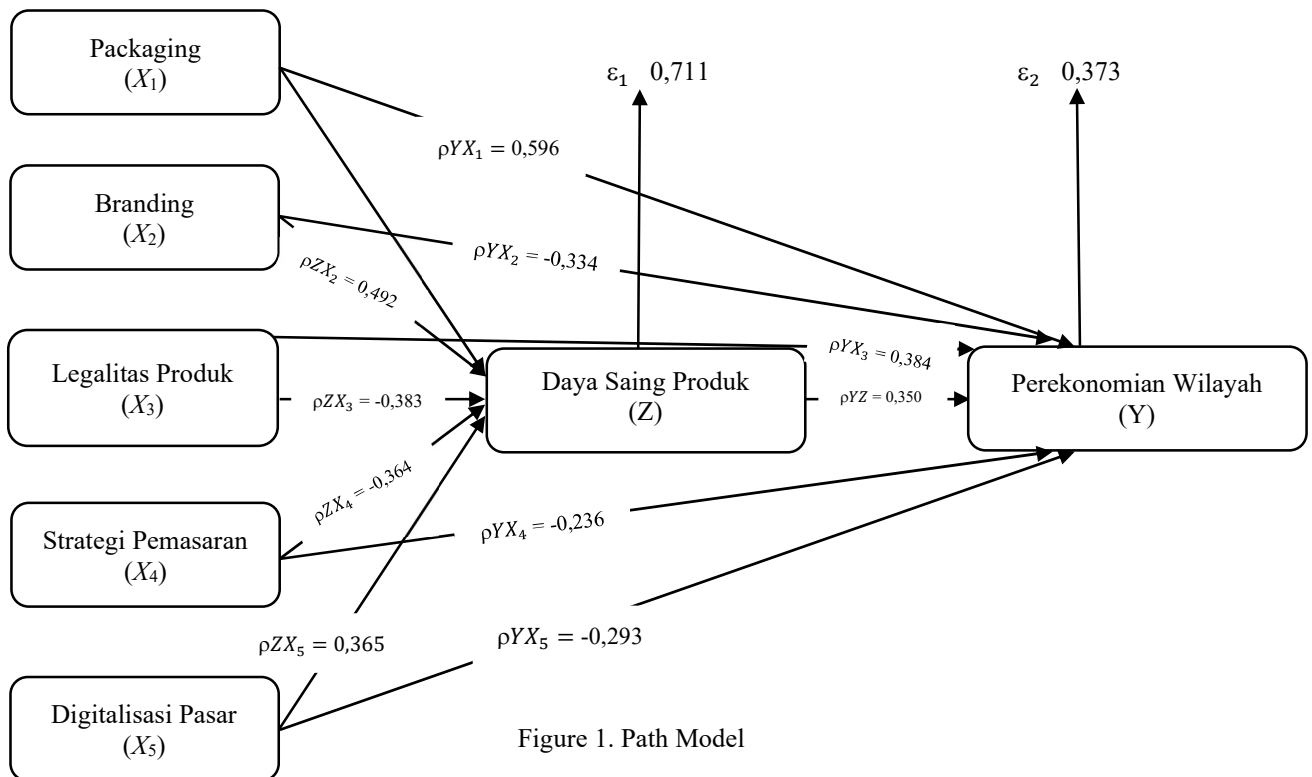 Packaging
(X₁)
ε₁ 0,711
ε₂ 0,373
ρYX₁ = 0,596
Branding
(X₂)
ρYX₂ = -0,334
ρZX₂ = 0,492
Legalitas Produk
(X₃)
ρZX₃ = -0,383
Daya Saing Produk
(Z)
ρYX₃ = 0,384
ρYZ = 0,350
Perekonomian Wilayah
(Y)
ρZX₄ = -0,364
Strategi Pemasaran
(X₄)
ρYX₄ = -0,236
ρZX₅ = 0,365
ρYX₅ = -0,293
Digitalisasi Pasar
(X₅)
Figure 1. Path Model